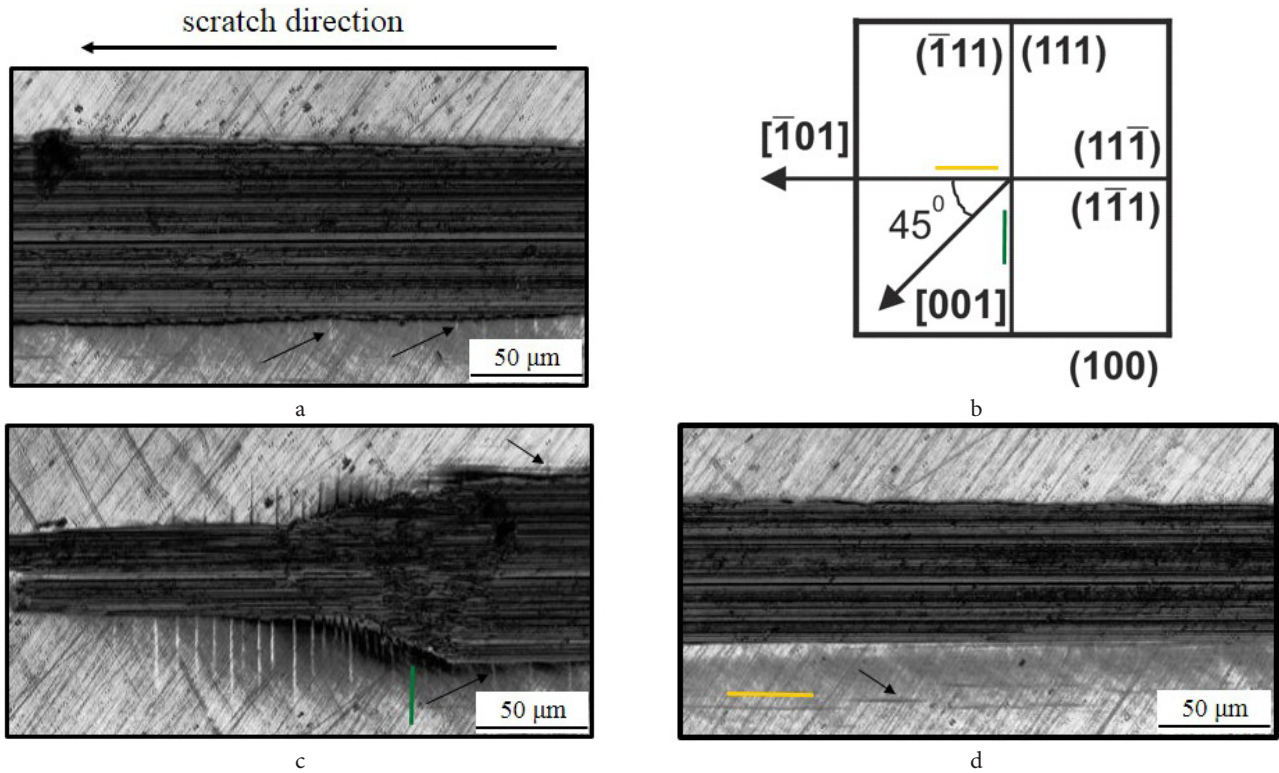 scratch direction
50 μm
a
(1̅11) (111)
[1̅01]
(111̅)
(11̅1)
45⁰
[001]
(100)
b
50 μm
c
50 μm
d